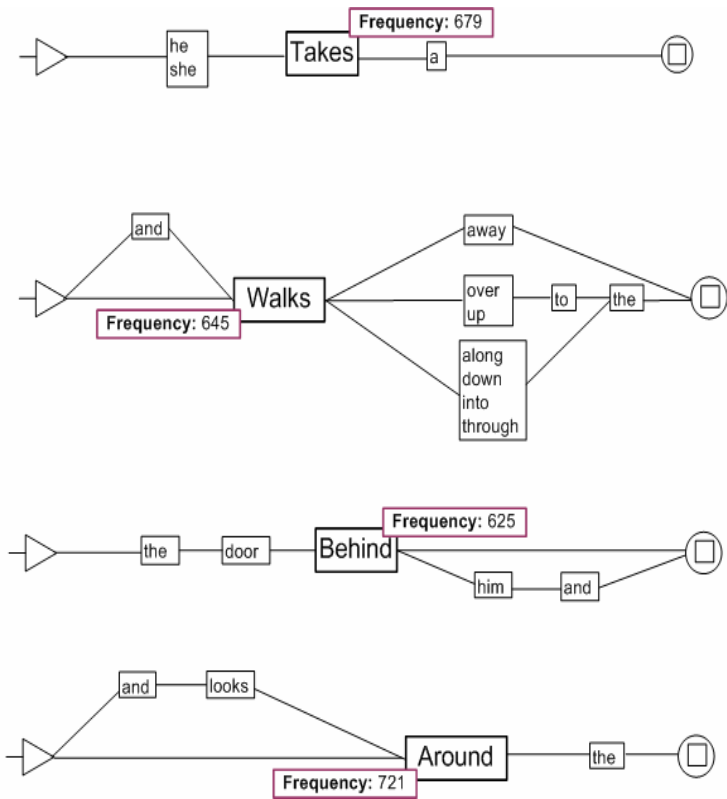 Frequency: 679
he
she
Takes
a
and
away
Walks
over
up
to
the
Frequency: 645
along
down
into
through
Frequency: 625
the
door
Behind
him
and
and
looks
Around
the
Frequency: 721